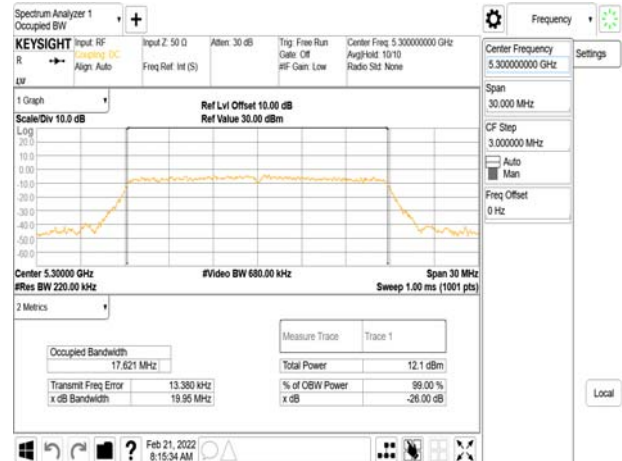 Spectrum Analyzer 1
Occupied BW
Frequency
KEYSIGHT
Input: RF
Input Z: 50 Ω
Atten: 30 dB
Trig: Free Run
Center Freq: 5.300000000 GHz
Coupling: DC
Gate: Off
Avg|Hold: 10/10
R
Align: Auto
Freq Ref: Int (S)
#IF Gain: Low
Radio Std: None
Center Frequency
5.300000000 GHz
Settings
Span
30.000 MHz
CF Step
3.000000 MHz
Auto
Man
Freq Offset
0 Hz
Local
1 Graph
Ref Lvl Offset 10.00 dB
Scale/Div 10.0 dB
Ref Value 30.00 dBm
Log
20.0
10.0
0.00
-10.0
-20.0
-30.0
-40.0
-50.0
-60.0
Center 5.30000 GHz
#Video BW 680.00 kHz
Span 30 MHz
#Res BW 220.00 kHz
Sweep 1.00 ms (1001 pts)
2 Metrics
Measure Trace
Trace 1
Occupied Bandwidth
17.621 MHz
Total Power
12.1 dBm
Transmit Freq Error
13.380 kHz
% of OBW Power
99.00 %
x dB Bandwidth
19.95 MHz
x dB
-26.00 dB
?
Feb 21, 2022
8:15:34 AM